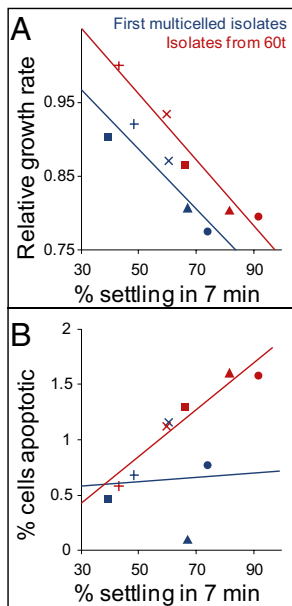 A
First multicelled isolates
Isolates from 60t
Relative growth rate
0.95
0.85
0.75
30 50 70 90
% settling in 7 min
B
% cells apoptotic
2
1.5
1
0.5
0
30 50 70 90
% settling in 7 min